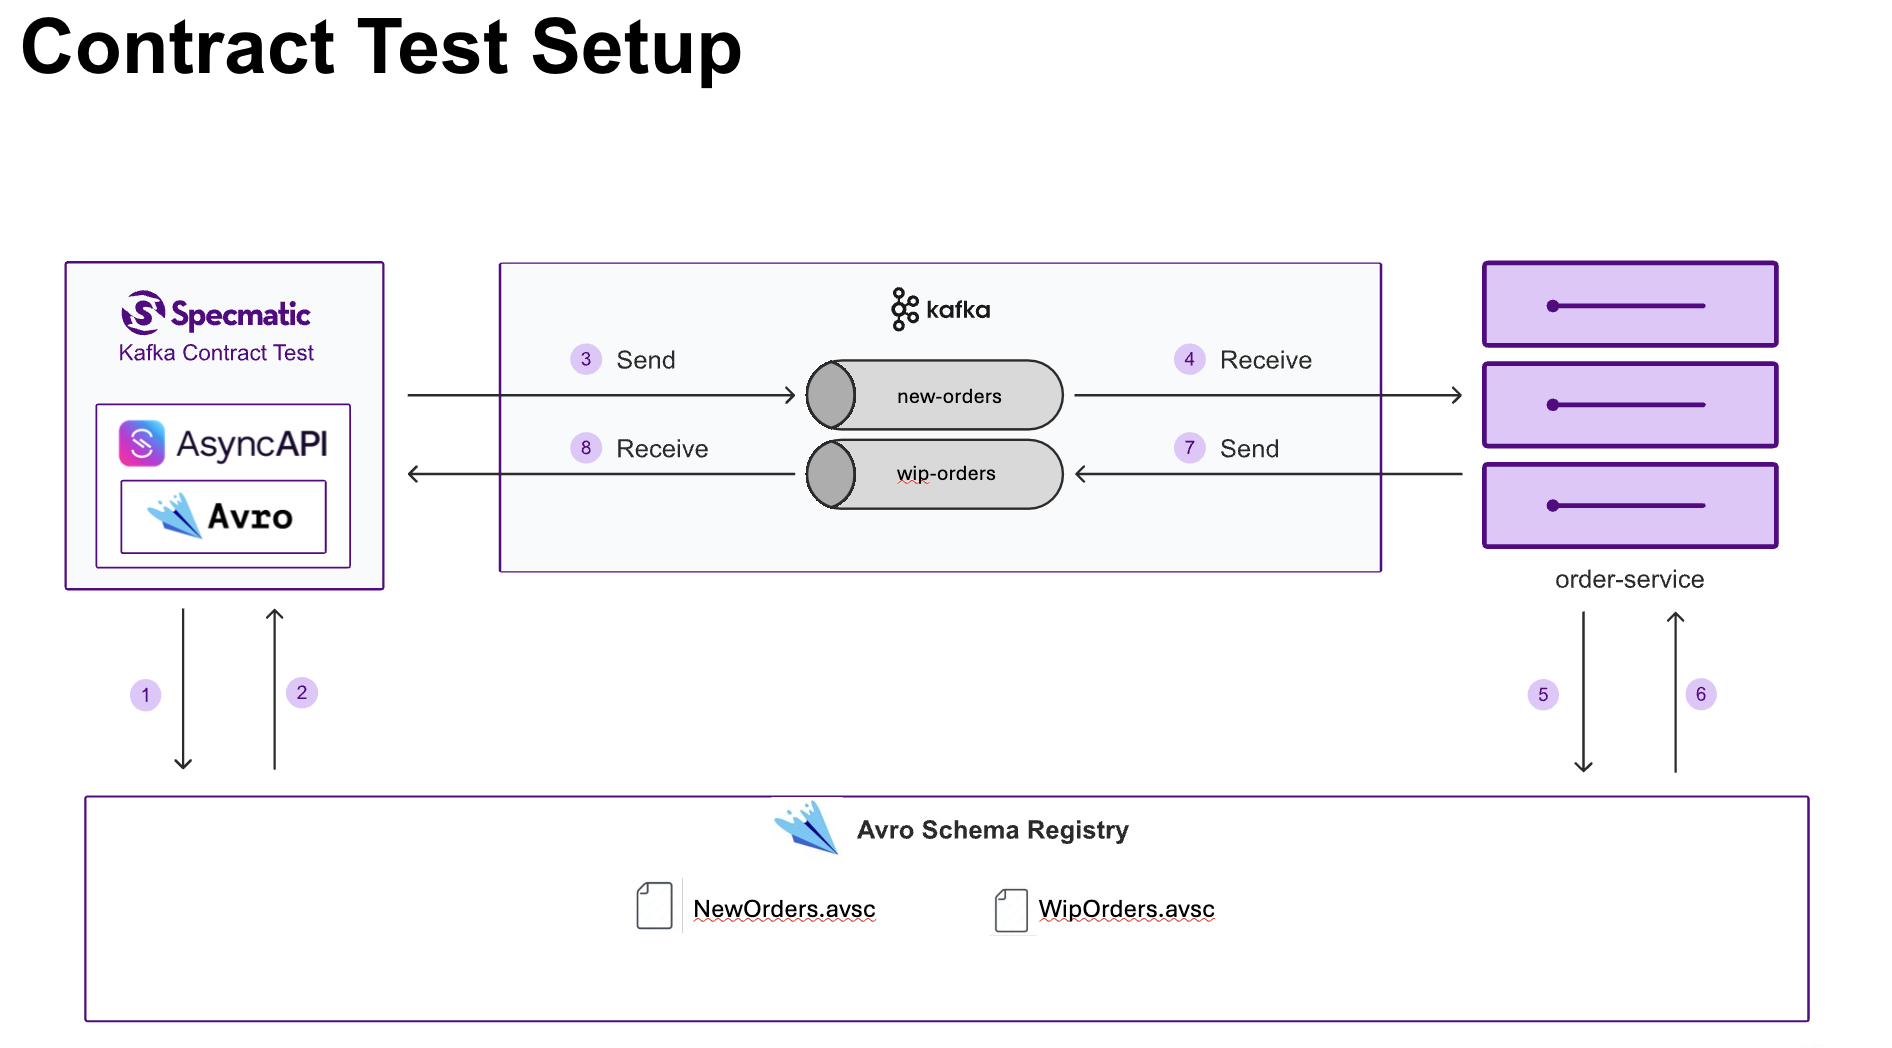 Contract Test Setup
Specmatic
Kafka Contract Test
AsyncAPI
Avro
kafka
3 Send
4 Receive
new-orders
8 Receive
7 Send
wip-orders
order-service
1
2
5
6
Avro Schema Registry
NewOrders.avsc
WipOrders.avsc